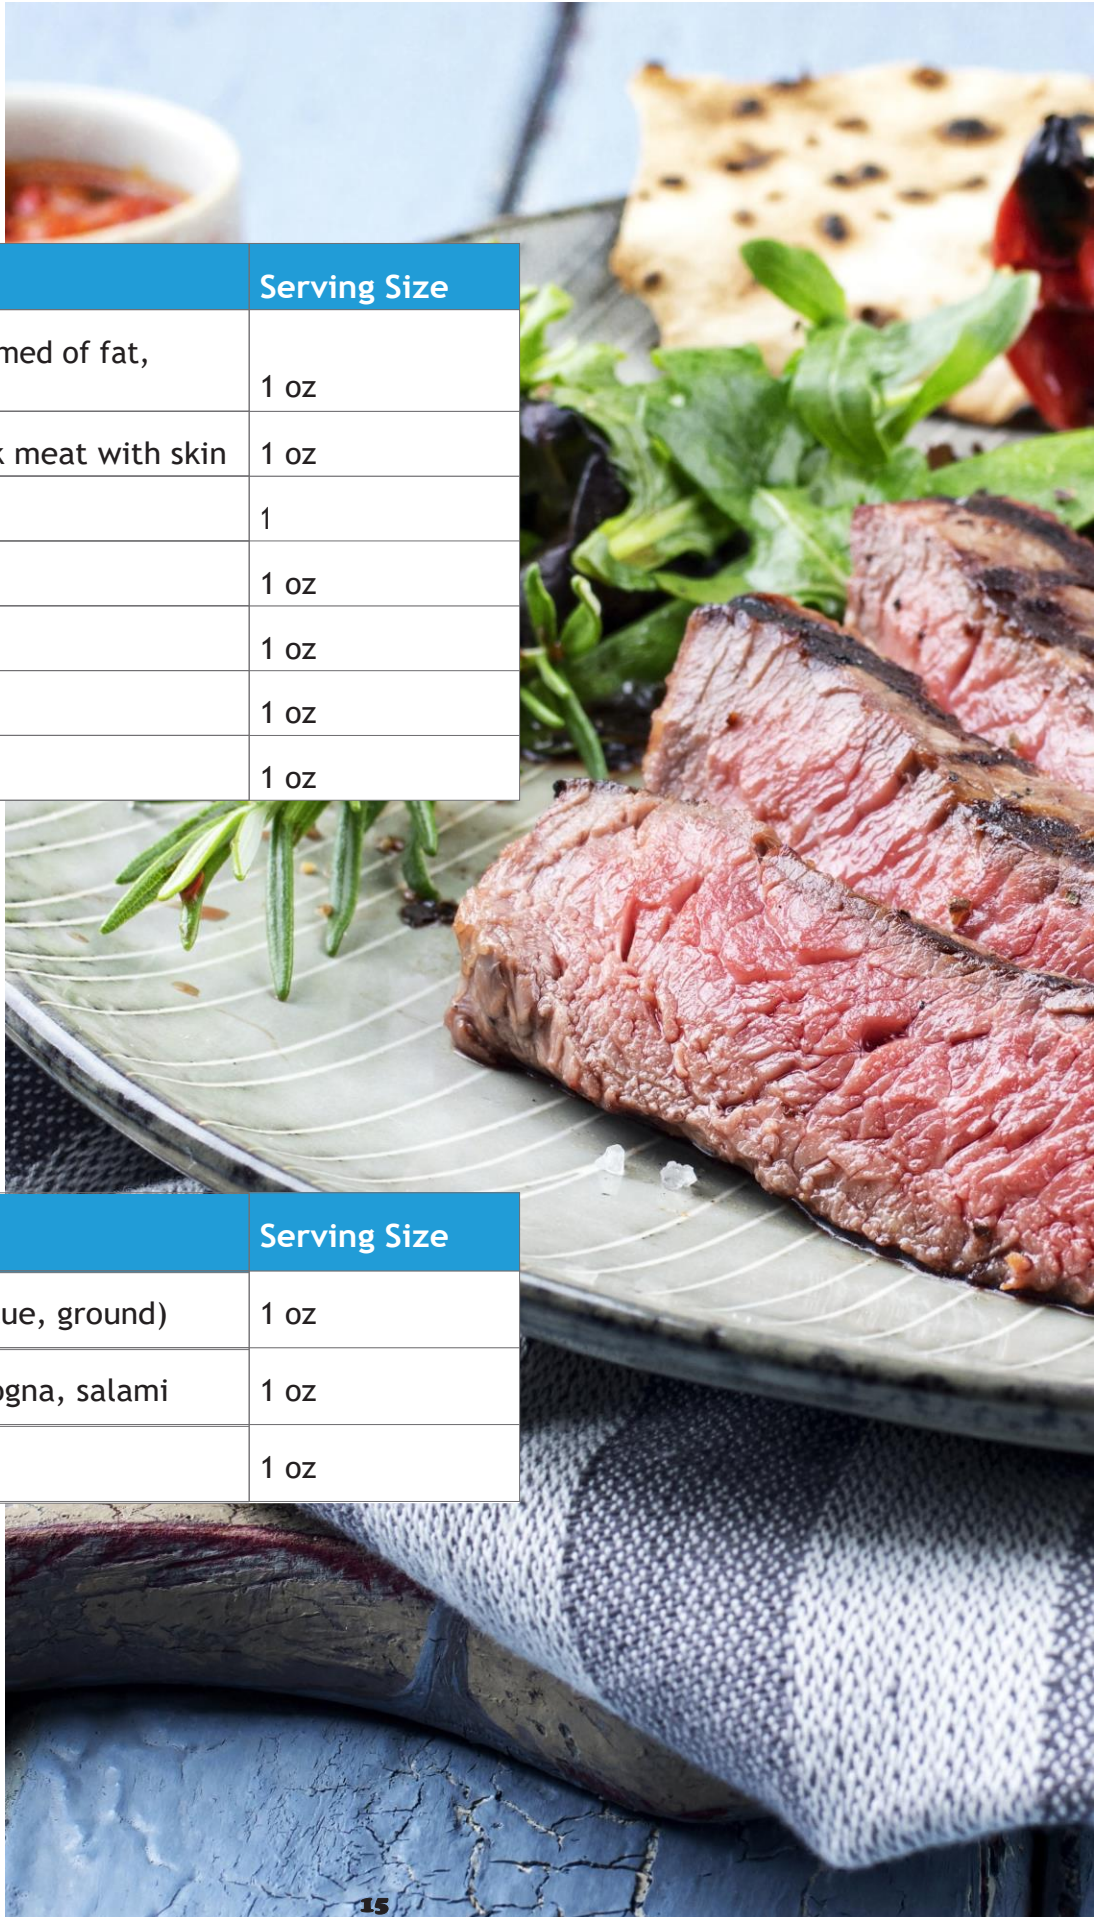 Serving Size
med of fat,
1 oz
meat with skin 1 oz
1
1 oz
1 oz
1 oz
1 oz
Serving Size
ue, ground) 1 oz
ogna, salami 1 oz
1 oz
15